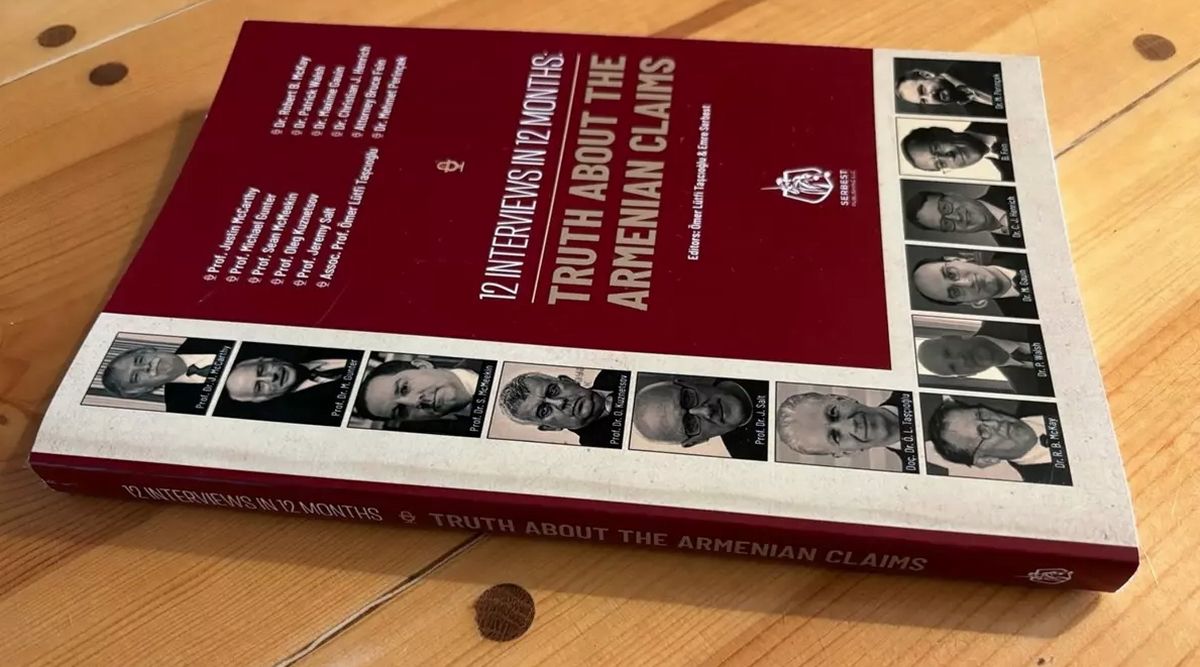 Prof. Justin McCarthy
Prof. Michael Gunter
Prof. Sean McMeekin
Prof. Oleg Kuznetsov
Prof. Jeremy Salt
Assoc. Prof. Ömer Lütfi Taşcıoğlu
Dr. Robert B. McKay
Dr. Patrick Walsh
Dr. Maxime Gauin
Dr. Christian J. Henrich
Attorney Bruce Fein
Dr. Mehmet Perinçek
12 INTERVIEWS IN 12 MONTHS:
TRUTH ABOUT THE
ARMENIAN CLAIMS
Editors: Ömer Lütfi Taşcıoğlu & Emre Serbest
SERBEST
Prof. Dr. J. McCarthy
Prof. Dr. M. Gunter
Prof. Dr. S. McMeekin
Prof. Dr. O. Kuznetsov
Prof. Dr. J. Salt
Doç. Dr. Ö. L. Taşcıoğlu
Dr. R. B. McKay
Dr. P. Walsh
Dr. M. Gauin
Dr. C. J. Henrich
B. Fein
Dr. M. Perinçek
12 INTERVIEWS IN 12 MONTHS TRUTH ABOUT THE ARMENIAN CLAIMS